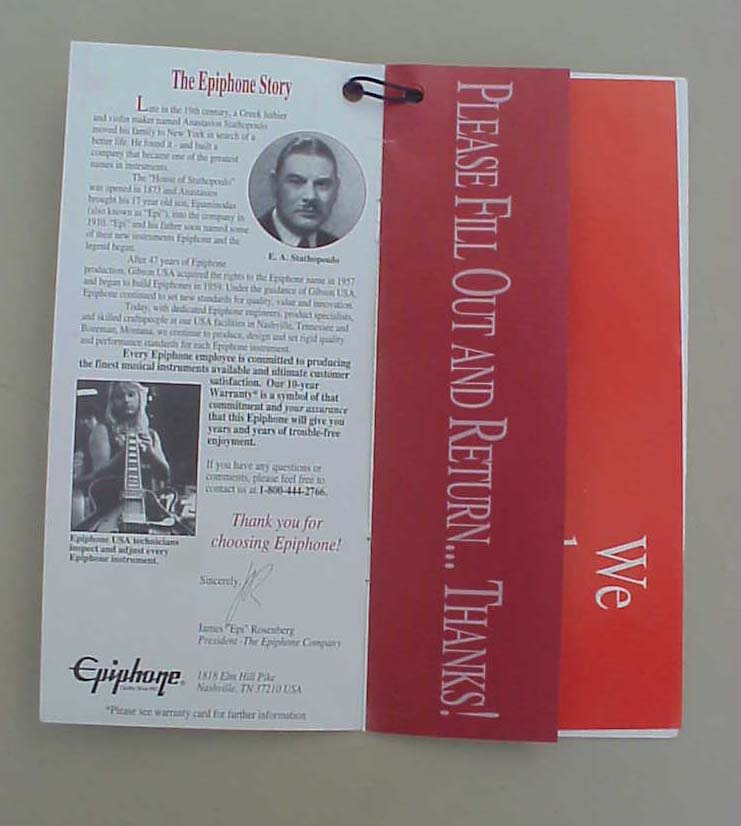 The Epiphone Story
Late in the 19th century, a Greek luthier
and violin maker named Anastasios Stathopoulo
moved his family to New York in search of a
better life. He found it - and built a
company that became one of the greatest
names in instruments.
The "House of Stathopoulo"
was opened in 1873 and Anastasios
brought his 17 year old son, Epaminodas
(also known as "Epi"), into the company in
1910. "Epi" and his father soon named some
of their new instruments Epiphone and the
legend began.
E. A. Stathopoulo
After 47 years of Epiphone
production, Gibson USA acquired the rights to the Epiphone name in 1957
and began to build Epiphones in 1959. Under the guidance of Gibson USA,
Epiphone continued to set new standards for quality, value and innovation.
Today, with dedicated Epiphone engineers, product specialists,
and skilled craftspeople at our USA facilities in Nashville, Tennessee and
Bozeman, Montana, we continue to produce, design and set rigid quality
and performance standards for each Epiphone instrument.
Every Epiphone employee is committed to producing
the finest musical instruments available and ultimate customer
satisfaction. Our 10-year
Warranty* is a symbol of that
commitment and your assurance
that this Epiphone will give you
years and years of trouble-free
enjoyment.
If you have any questions or
comments, please feel free to
contact us at 1-800-444-2766.
Epiphone USA technicians
inspect and adjust every
Epiphone instrument.
Thank you for
choosing Epiphone!
Sincerely,
James "Epi" Rosenberg
President -The Epiphone Company
Epiphone®
1818 Elm Hill Pike
Nashville, TN 37210 USA
*Please see warranty card for further information
PLEASE FILL OUT AND RETURN... THANKS!
We